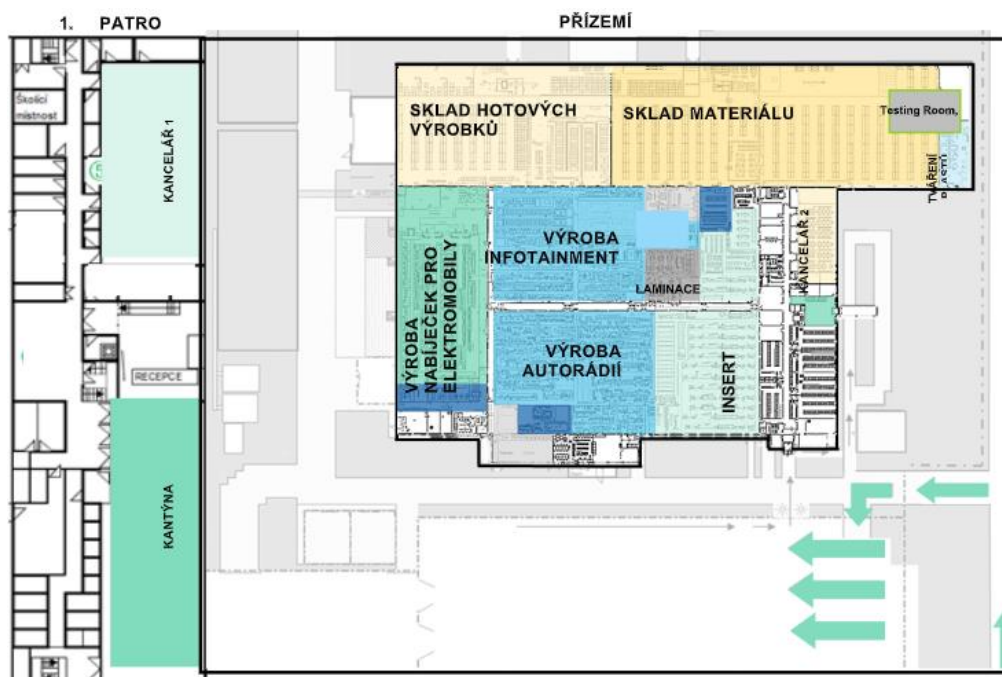 1. PATRO
PŘÍZEMÍ
Školicí
místnost
KANCELÁŘ 1
RECEPCE
KANTÝNA
SKLAD HOTOVÝCH
VÝROBKŮ
SKLAD MATERIÁLU
Testing Room,
TVÁŘENÍ
VÝROBA
NABÍJEČEK PRO
ELEKTROMOBILY
VÝROBA
INFOTAINMENT
LAMINACE
KANCELÁŘ 2
VÝROBA
AUTORÁDIÍ
INSERT